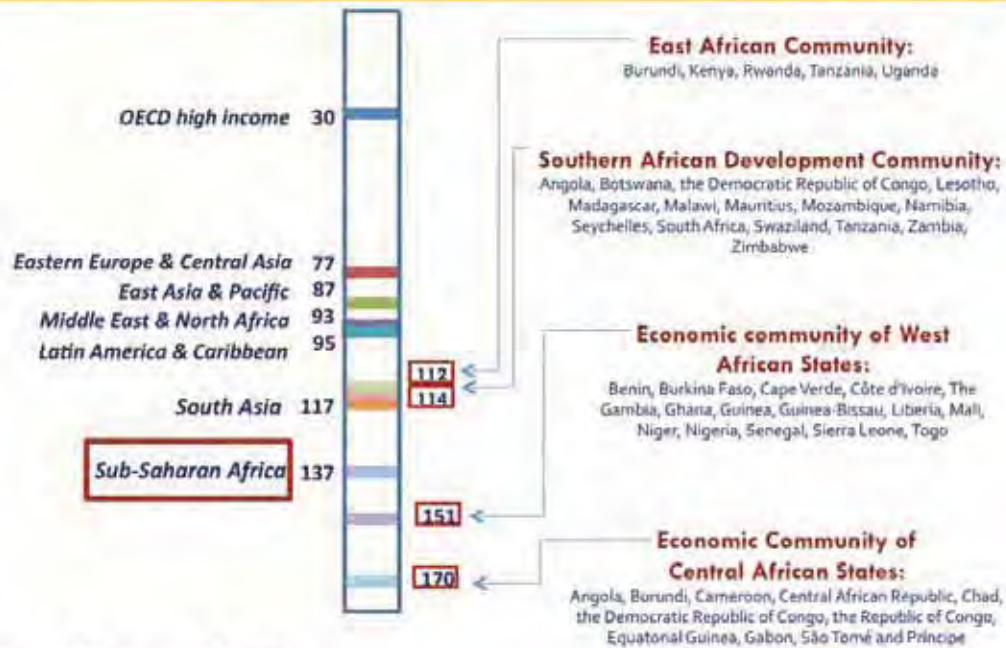 OECD high income 30
Eastern Europe & Central Asia 77
East Asia & Pacific 87
Middle East & North Africa 93
Latin America & Caribbean 95
South Asia 117
Sub-Saharan Africa 137
112
114
151
170
East African Community:
Burundi, Kenya, Rwanda, Tanzania, Uganda
Southern African Development Community:
Angola, Botswana, the Democratic Republic of Congo, Lesotho,
Madagascar, Malawi, Mauritius, Mozambique, Namibia,
Seychelles, South Africa, Swaziland, Tanzania, Zambia,
Zimbabwe
Economic community of West
African States:
Benin, Burkina Faso, Cape Verde, Côte d'Ivoire, The
Gambia, Ghana, Guinea, Guinea-Bissau, Liberia, Mali,
Niger, Nigeria, Senegal, Sierra Leone, Togo
Economic Community of
Central African States:
Angola, Burundi, Cameroon, Central African Republic, Chad,
the Democratic Republic of Congo, the Republic of Congo,
Equatorial Guinea, Gabon, São Tomé and Príncipe